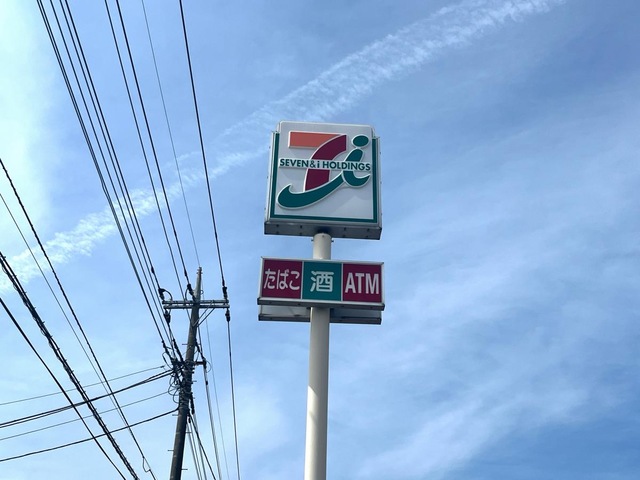 SEVEN & i HOLDINGS
たばこ 酒 ATM